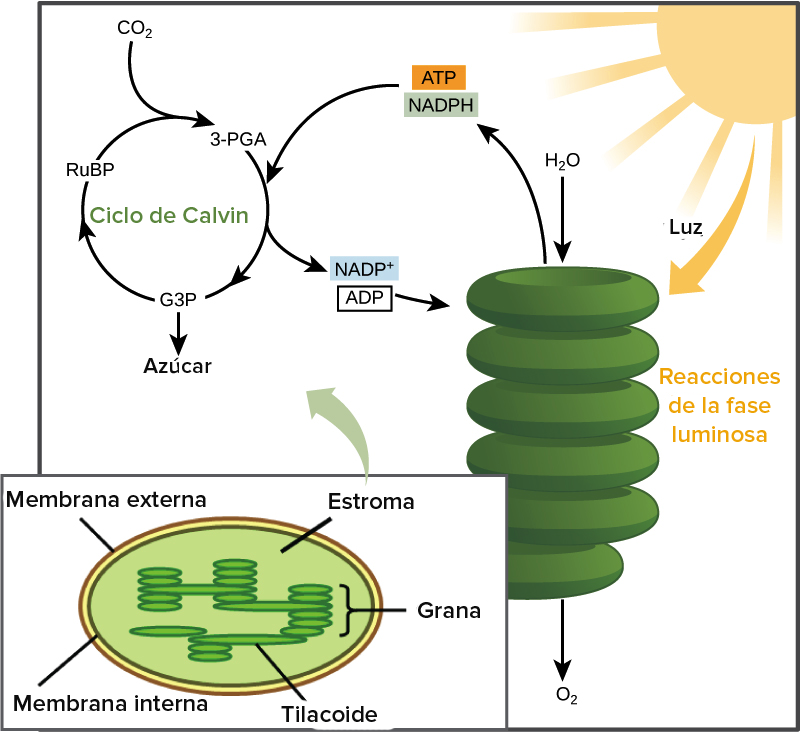 CO₂
ATP
NADPH
3-PGA
H₂O
RuBP
Ciclo de Calvin
Luz
NADP⁺
ADP
G3P
Azúcar
Reacciones
de la fase
luminosa
Membrana externa
Estroma
Grana
Membrana interna
Tilacoide
O₂